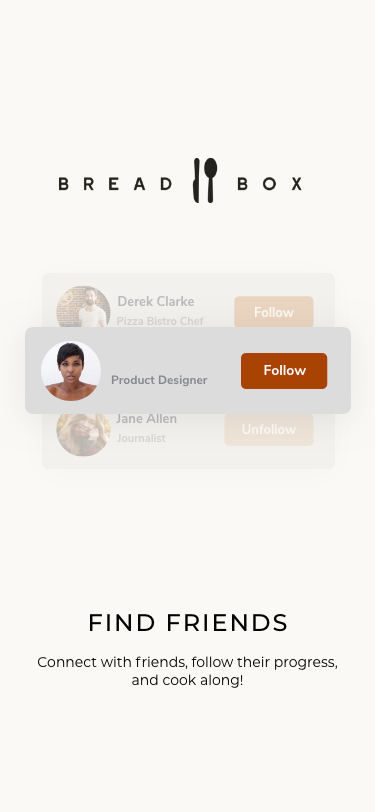 BREAD BOX
Derek Clarke
Follow
Pizza Bistro Chef
Product Designer
Follow
Jane Allen
Journalist
Unfollow
FIND FRIENDS
Connect with friends, follow their progress,
and cook along!